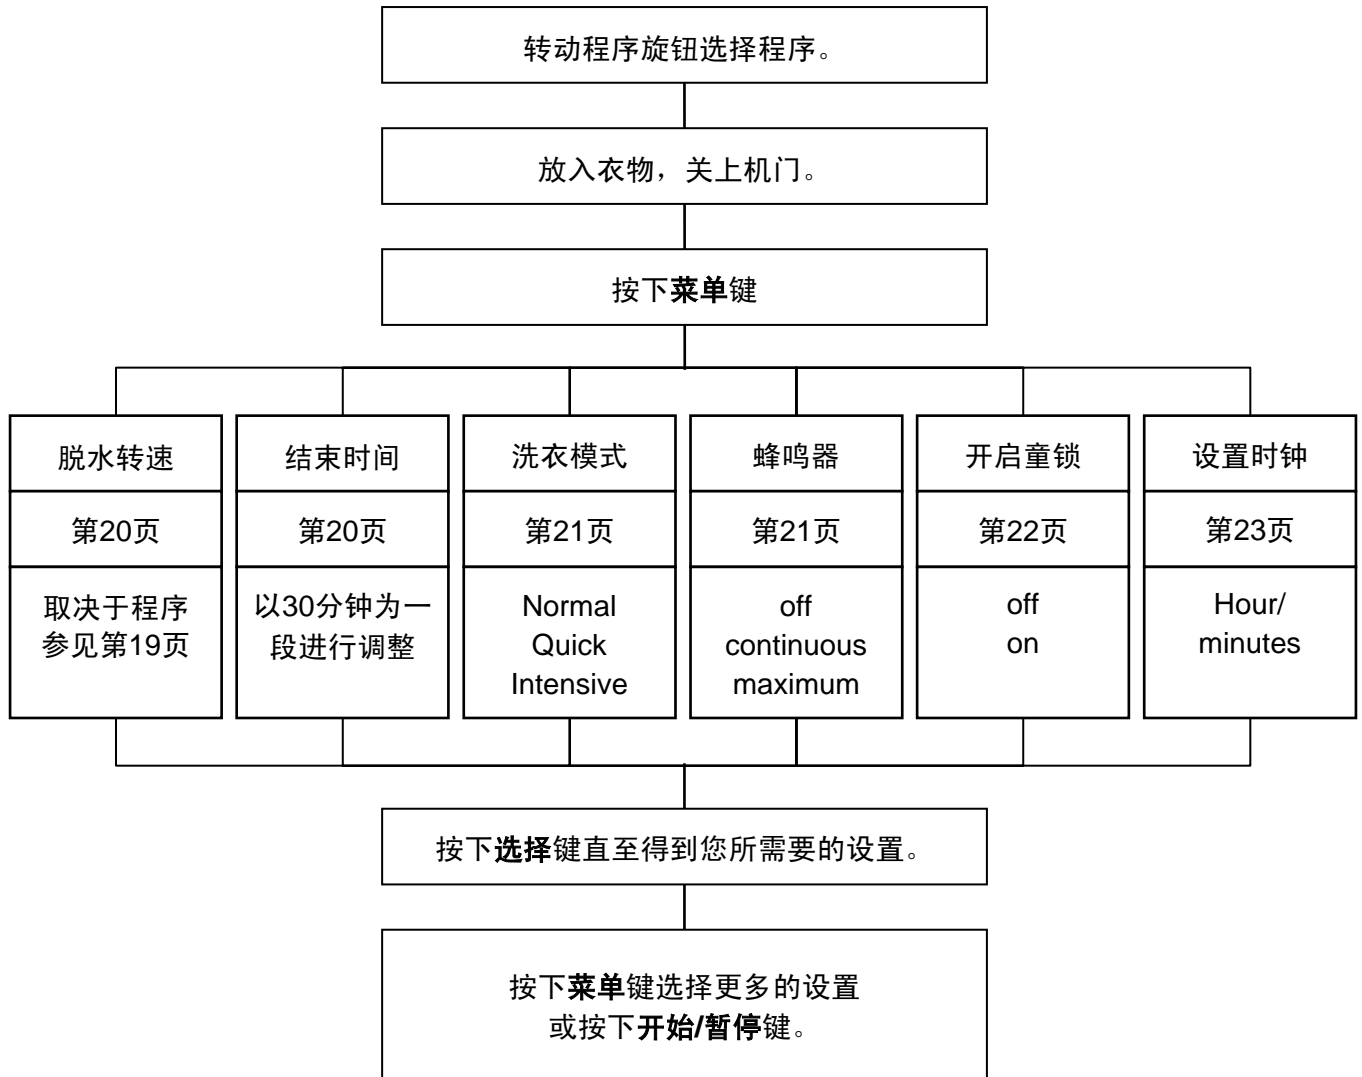 转动程序旋钮选择程序。
放入衣物，关上机门。
按下菜单键
脱水转速
第20页
取决于程序
参见第19页
结束时间
第20页
以30分钟为一
段进行调整
洗衣模式
第21页
Normal
Quick
Intensive
蜂鸣器
第21页
off
continuous
maximum
开启童锁
第22页
off
on
设置时钟
第23页
Hour/
minutes
按下选择键直至得到您所需要的设置。
按下菜单键选择更多的设置
或按下开始/暂停键。